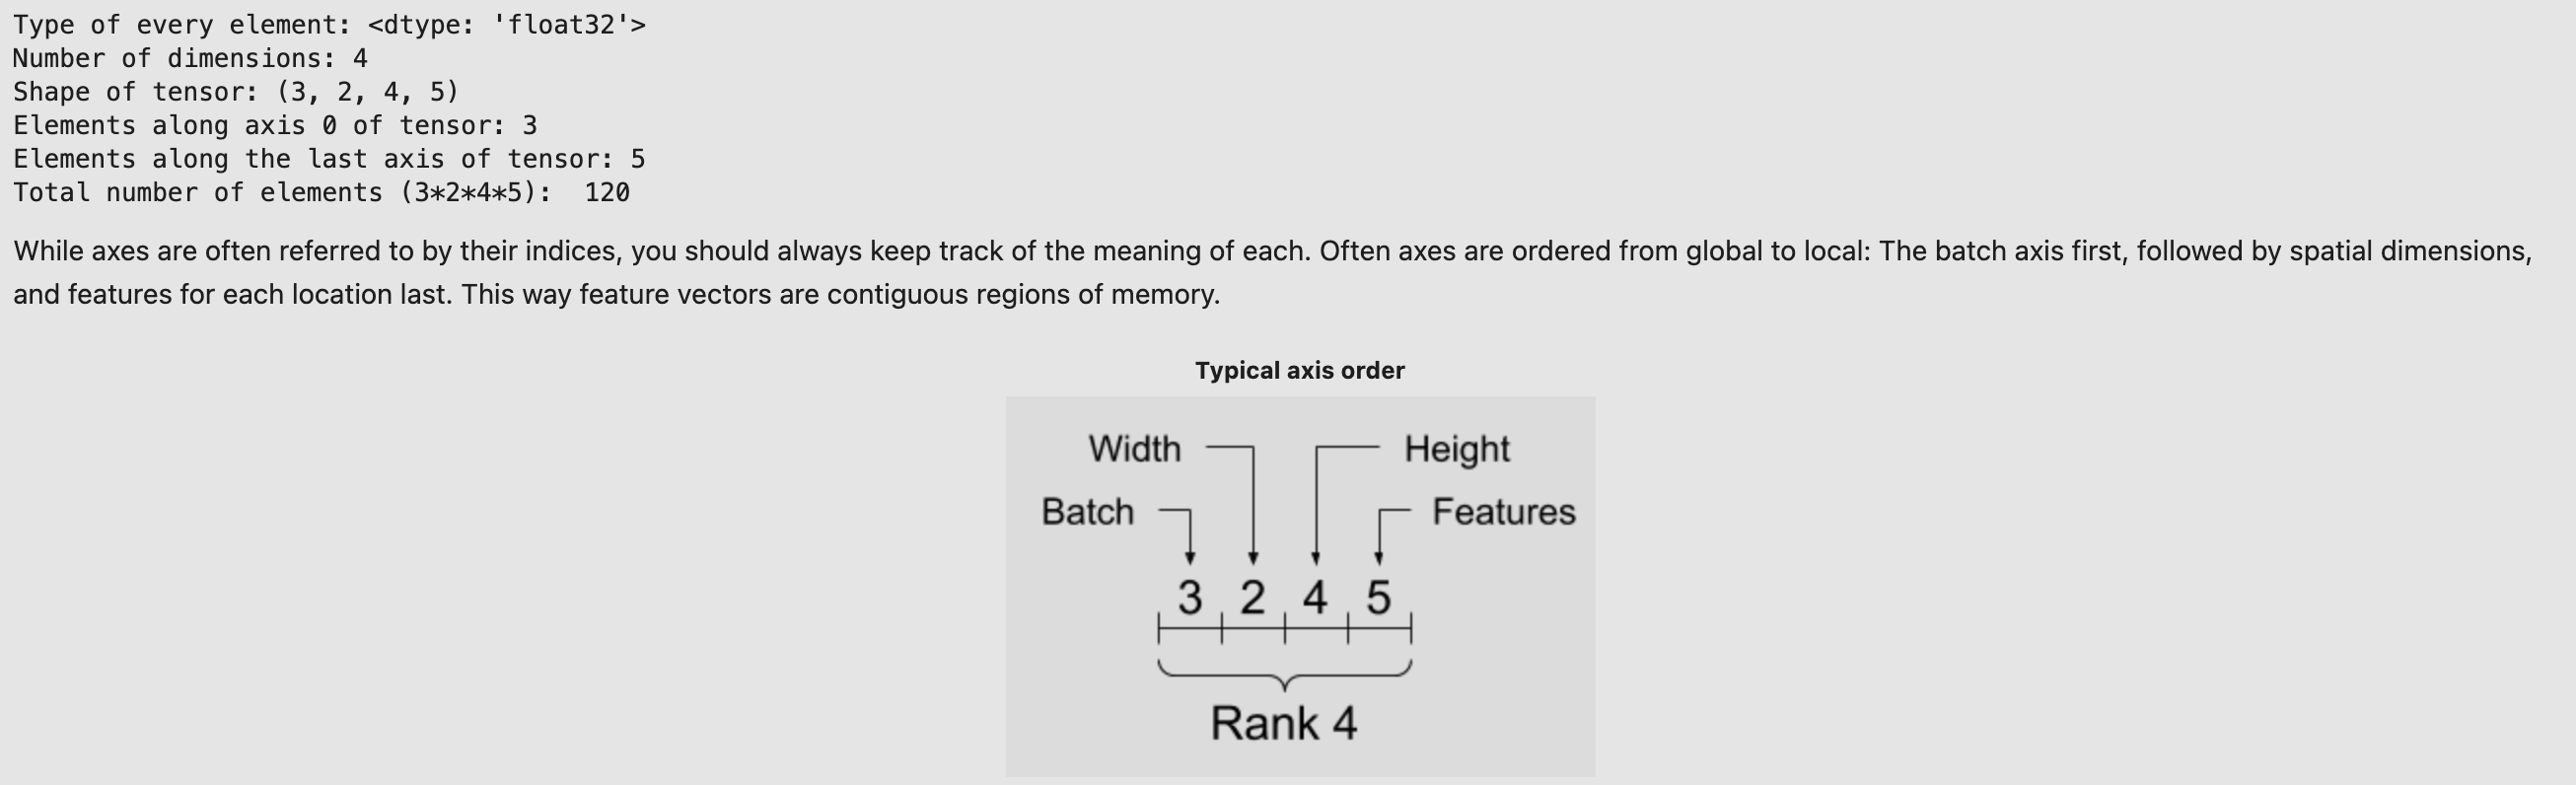 Type of every element: <dtype: 'float32'>
Number of dimensions: 4
Shape of tensor: (3, 2, 4, 5)
Elements along axis 0 of tensor: 3
Elements along the last axis of tensor: 5
Total number of elements (3*2*4*5):  120
While axes are often referred to by their indices, you should always keep track of the meaning of each. Often axes are ordered from global to local: The batch axis first, followed by spatial dimensions,
and features for each location last. This way feature vectors are contiguous regions of memory.
Typical axis order
Width Height
Batch Features
3 2 4 5
Rank 4